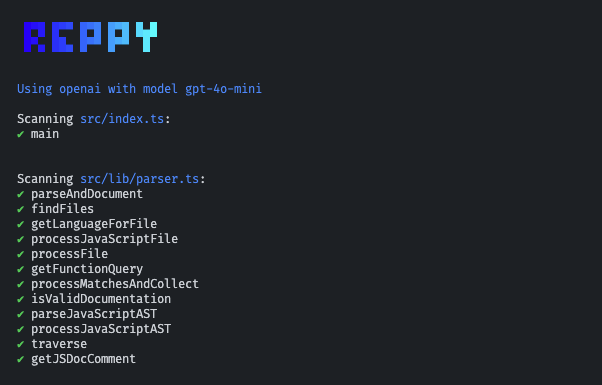 REPPY
Using openai with model gpt-4o-mini
Scanning src/index.ts:
✔ main
Scanning src/lib/parser.ts:
✔ parseAndDocument
✔ findFiles
✔ getLanguageForFile
✔ processJavaScriptFile
✔ processFile
✔ getFunctionQuery
✔ processMatchesAndCollect
✔ isValidDocumentation
✔ parseJavaScriptAST
✔ processJavaScriptAST
✔ traverse
✔ getJSDocComment